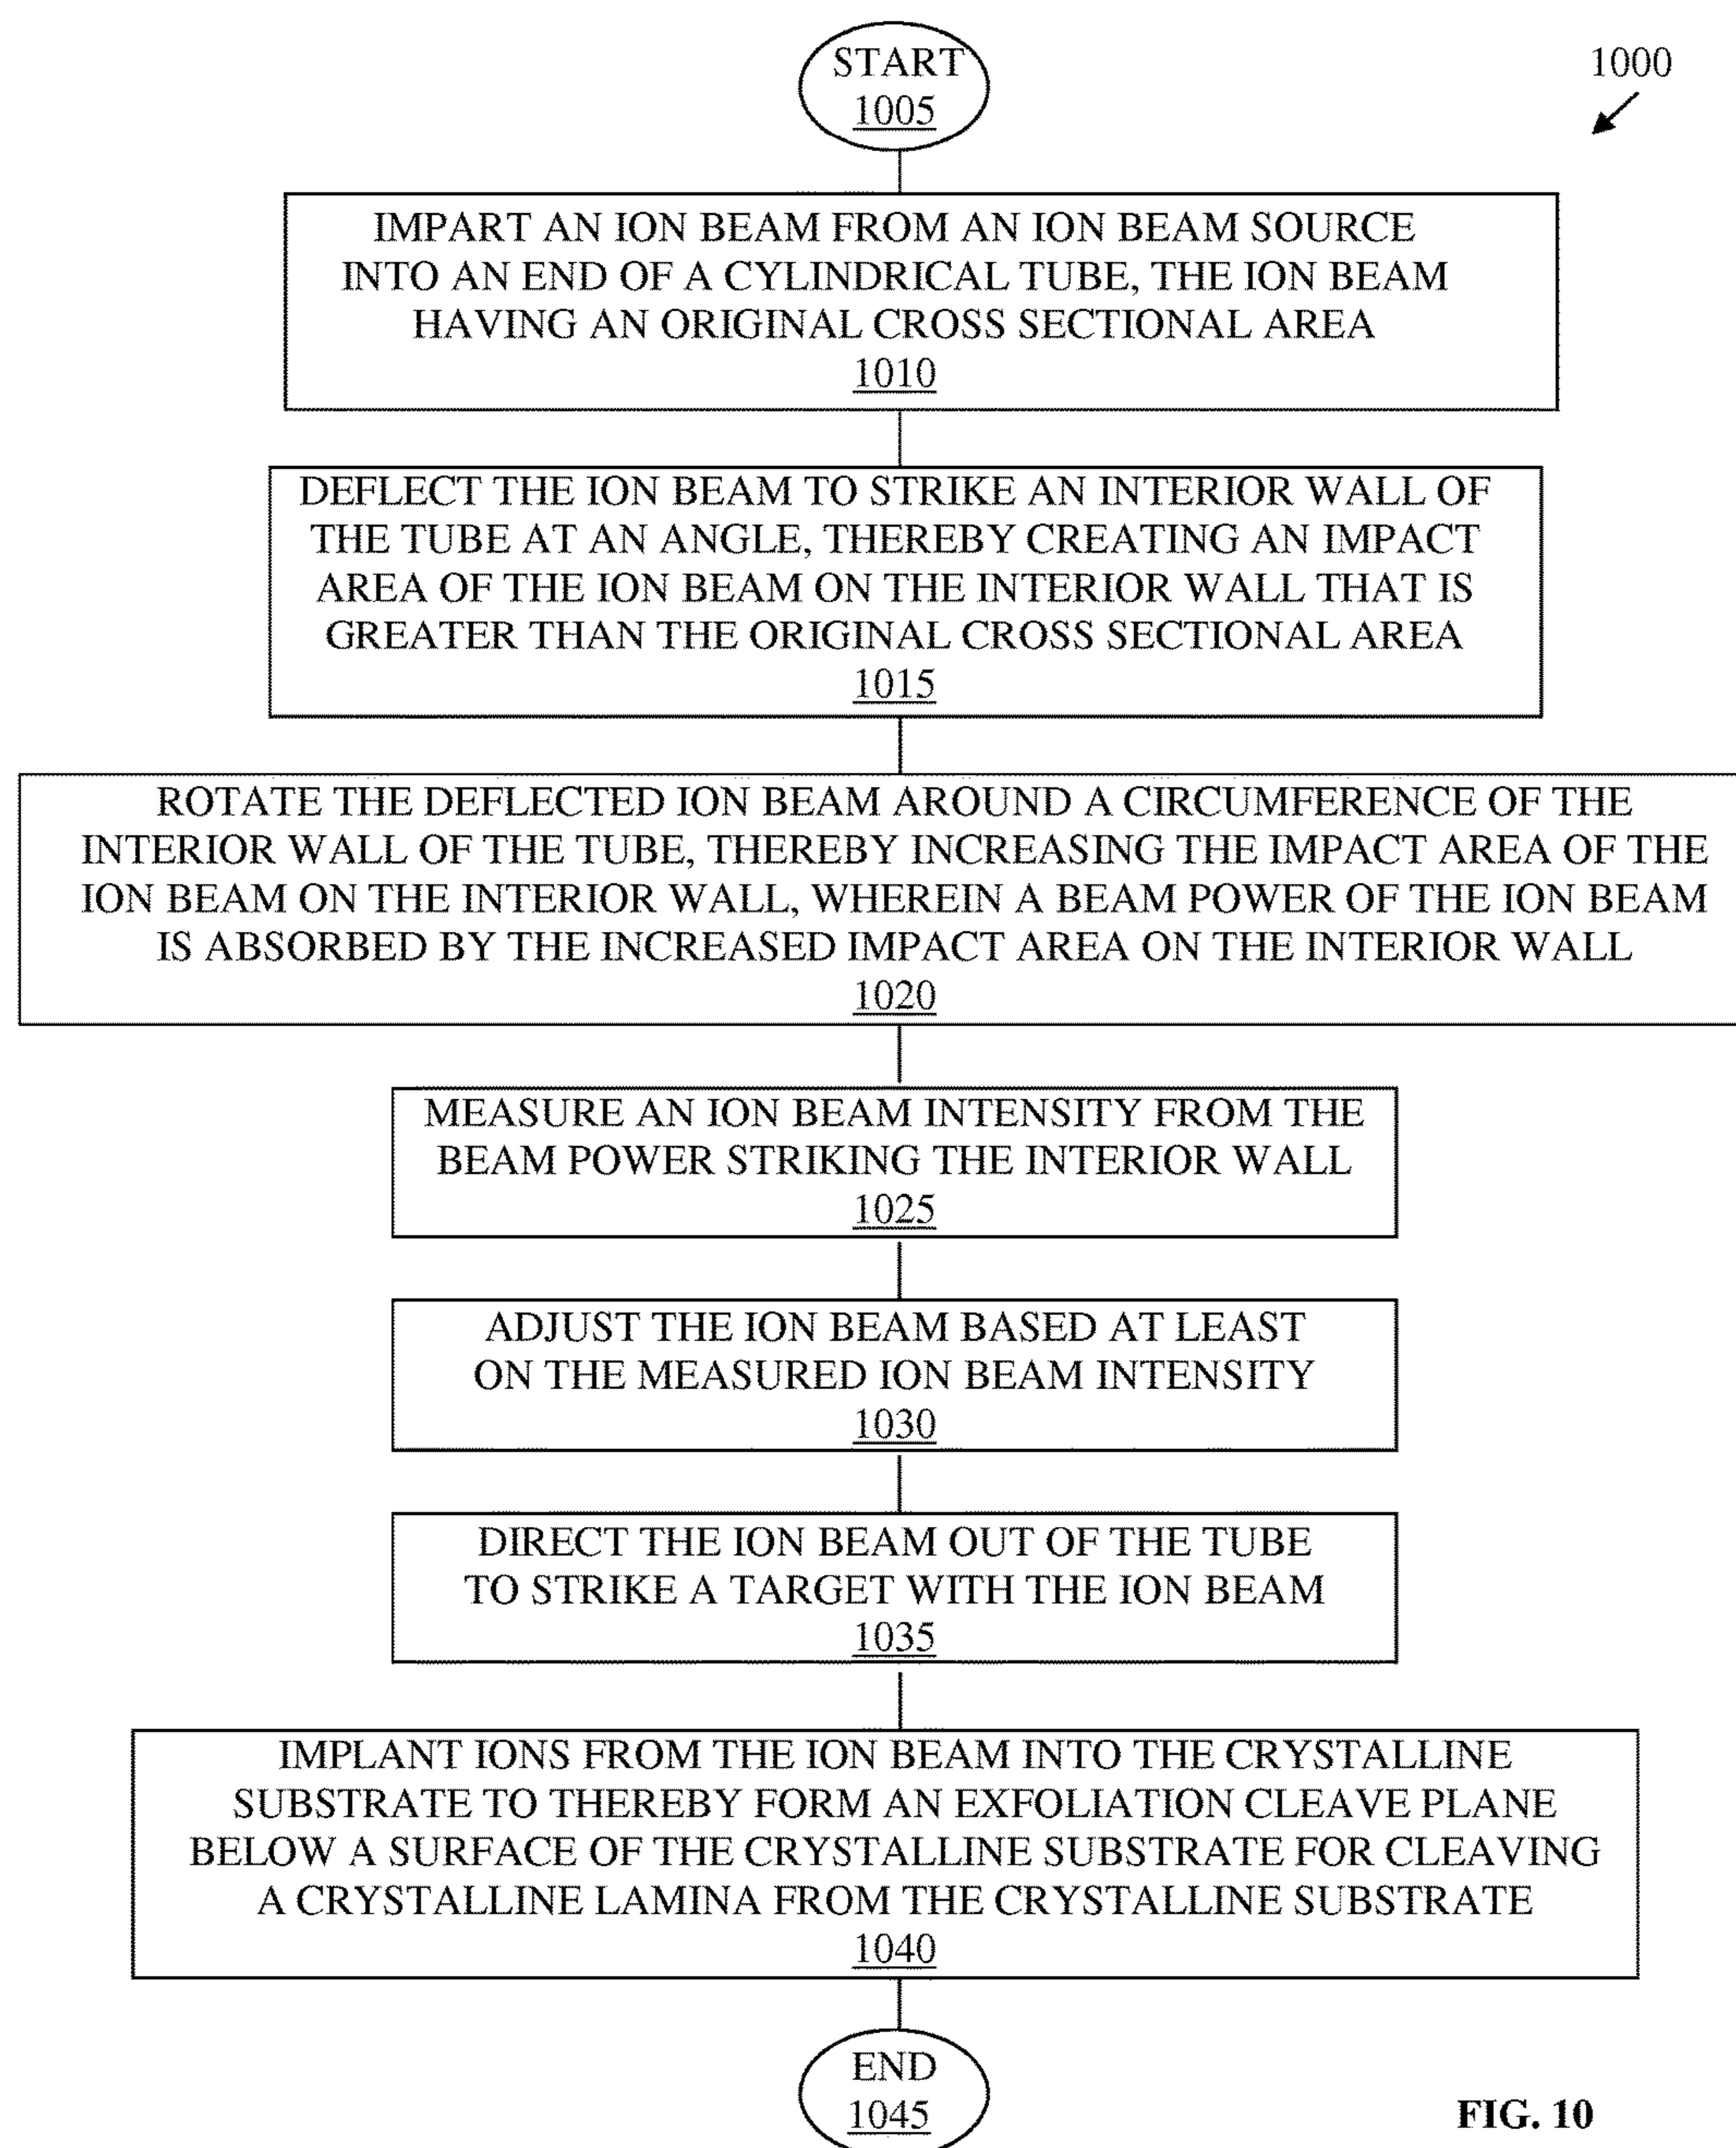 START
1005
1000
IMPART AN ION BEAM FROM AN ION BEAM SOURCE
INTO AN END OF A CYLINDRICAL TUBE, THE ION BEAM
HAVING AN ORIGINAL CROSS SECTIONAL AREA
1010
DEFLECT THE ION BEAM TO STRIKE AN INTERIOR WALL OF
THE TUBE AT AN ANGLE, THEREBY CREATING AN IMPACT
AREA OF THE ION BEAM ON THE INTERIOR WALL THAT IS
GREATER THAN THE ORIGINAL CROSS SECTIONAL AREA
1015
ROTATE THE DEFLECTED ION BEAM AROUND A CIRCUMFERENCE OF THE
INTERIOR WALL OF THE TUBE, THEREBY INCREASING THE IMPACT AREA OF THE
ION BEAM ON THE INTERIOR WALL, WHEREIN A BEAM POWER OF THE ION BEAM
IS ABSORBED BY THE INCREASED IMPACT AREA ON THE INTERIOR WALL
1020
MEASURE AN ION BEAM INTENSITY FROM THE
BEAM POWER STRIKING THE INTERIOR WALL
1025
ADJUST THE ION BEAM BASED AT LEAST
ON THE MEASURED ION BEAM INTENSITY
1030
DIRECT THE ION BEAM OUT OF THE TUBE
TO STRIKE A TARGET WITH THE ION BEAM
1035
IMPLANT IONS FROM THE ION BEAM INTO THE CRYSTALLINE
SUBSTRATE TO THEREBY FORM AN EXFOLIATION CLEAVE PLANE
BELOW A SURFACE OF THE CRYSTALLINE SUBSTRATE FOR CLEAVING
A CRYSTALLINE LAMINA FROM THE CRYSTALLINE SUBSTRATE
1040
END
1045
FIG. 10